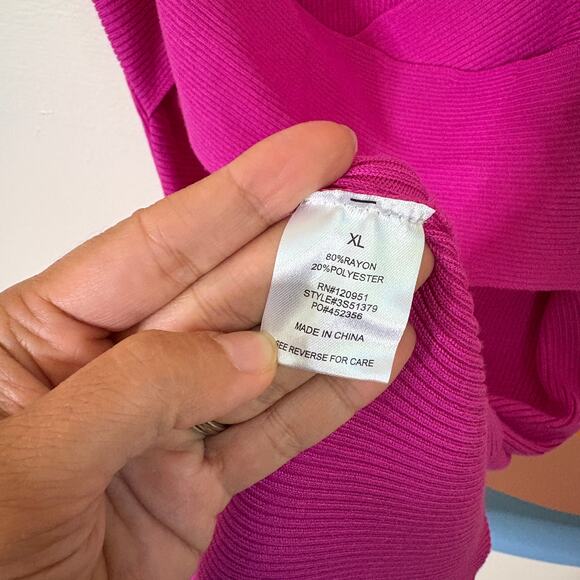 XL
80%RAYON
20%POLYESTER
RN#120951
STYLE#3S51379
PO#452356
MADE IN CHINA
SEE REVERSE FOR CARE